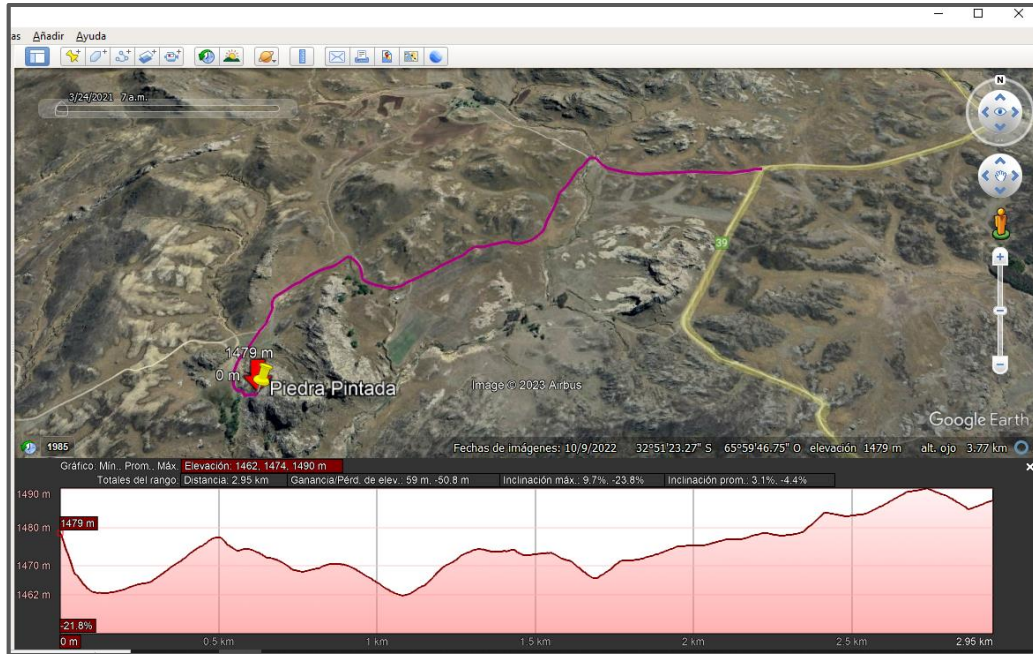 as Añadir Ayuda
3/24/2021 7 a.m.
N
39
1479 m
0 m
Piedra Pintada
Image © 2023 Airbus
Google Earth
1985
Fechas de imágenes: 10/9/2022 32°51'23.27" S 65°59'46.75" O elevación 1479 m alt. ojo 3.77 km
Gráfico: Mín., Prom., Máx. Elevación: 1462, 1474, 1490 m
Totales del rango: Distancia: 2.95 km Ganancia/Pérd. de elev.: 59 m, -50.8 m Inclinación máx.: 9.7%, -23.8% Inclinación prom.: 3.1%, -4.4%
1490 m
1480 m
1479 m
1470 m
1462 m
-21.8%
0 m 0.5 km 1 km 1.5 km 2 km 2.5 km 2.95 km